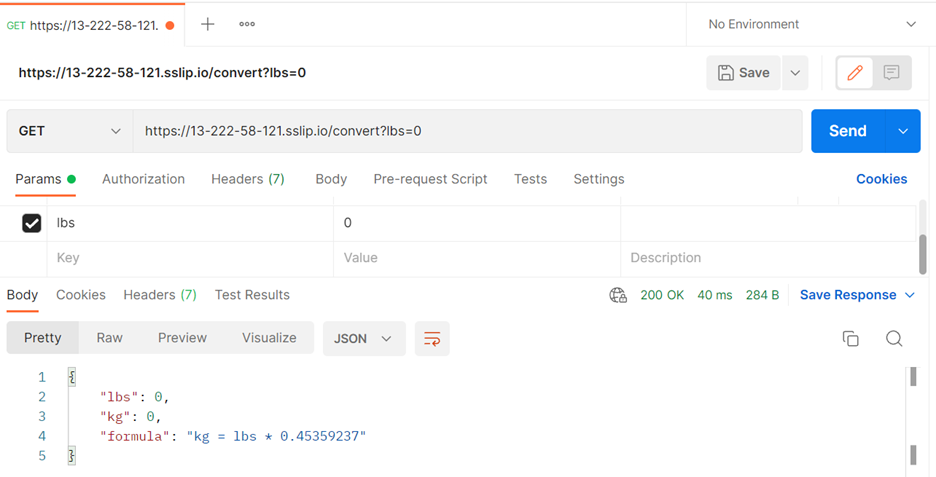 GET https://13-222-58-121. No Environment
https://13-222-58-121.sslip.io/convert?lbs=0 Save
GET https://13-222-58-121.sslip.io/convert?lbs=0 Send
Params Authorization Headers (7) Body Pre-request Script Tests Settings Cookies
lbs 0
Key Value Description
Body Cookies Headers (7) Test Results 200 OK 40 ms 284 B Save Response
Pretty Raw Preview Visualize JSON
1 {
2 "lbs": 0,
3 "kg": 0,
4 "formula": "kg = lbs * 0.45359237"
5 }